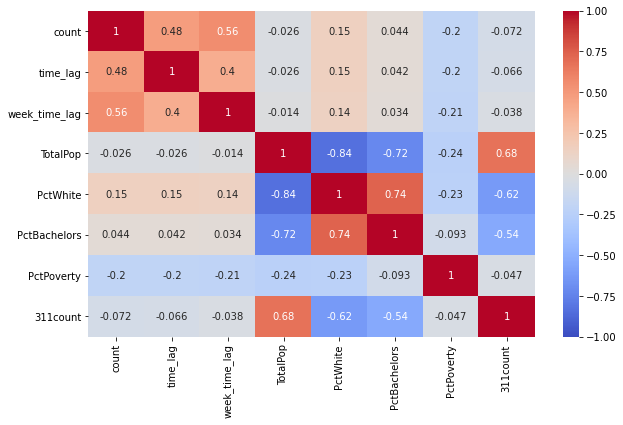 count 1 0.48 0.56 -0.026 0.15 0.044 -0.2 -0.072
time_lag 0.48 1 0.4 -0.026 0.15 0.042 -0.2 -0.066
week_time_lag 0.56 0.4 1 -0.014 0.14 0.034 -0.21 -0.038
TotalPop -0.026 -0.026 -0.014 1 -0.84 -0.72 -0.24 0.68
PctWhite 0.15 0.15 0.14 -0.84 1 0.74 -0.23 -0.62
PctBachelors 0.044 0.042 0.034 -0.72 0.74 1 -0.093 -0.54
PctPoverty -0.2 -0.2 -0.21 -0.24 -0.23 -0.093 1 -0.047
311count -0.072 -0.066 -0.038 0.68 -0.62 -0.54 -0.047 1
count time_lag week_time_lag TotalPop PctWhite PctBachelors PctPoverty 311count
1.00
0.75
0.50
0.25
0.00
−0.25
−0.50
−0.75
−1.00